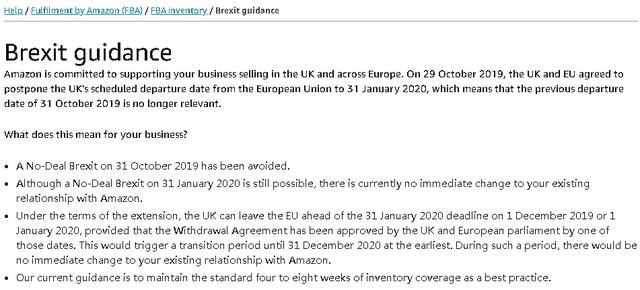 Help / Fulfilment by Amazon (FBA) / FBA Inventory / Brexit guidance
Brexit guidance
Amazon is committed to supporting your business selling in the UK and across Europe. On 29 October 2019, the UK and EU agreed to
postpone the UK's scheduled departure date from the European Union to 31 January 2020, which means that the previous departure
date of 31 October 2019 is no longer relevant.
What does this mean for your business?
• A No-Deal Brexit on 31 October 2019 has been avoided.
• Although a No-Deal Brexit on 31 January 2020 is still possible, there is currently no immediate change to your existing
relationship with Amazon.
• Under the terms of the extension, the UK can leave the EU ahead of the 31 January 2020 deadline on 1 December 2019 or 1
January 2020, provided that the Withdrawal Agreement has been approved by the UK and European parliament by one of
those dates. This would trigger a transition period until 31 December 2020 at the earliest. During such a period, there would be
no immediate change to your existing relationship with Amazon.
• Our current guidance is to maintain the standard four to eight weeks of inventory coverage as a best practice.